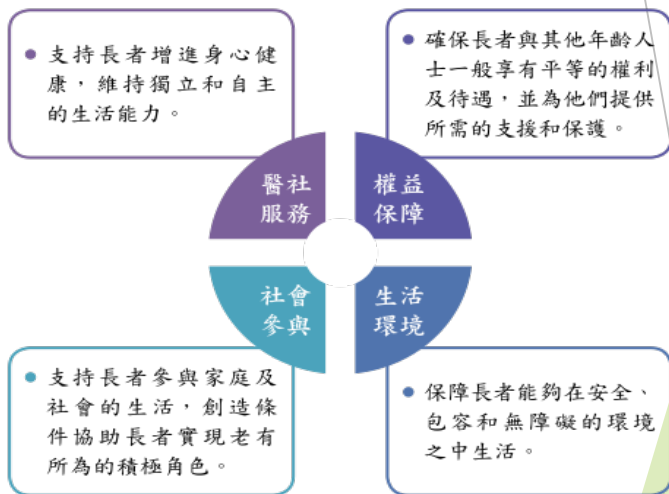 支持長者增進身心健
康，維持獨立和自主
的生活能力。
確保長者與其他年齡人
士一般享有平等的權利
及待遇，並為他們提供
所需的支援和保護。
醫社
服務
權益
保障
社會
參與
生活
環境
支持長者參與家庭及
社會的生活，創造條
件協助長者實現老有
所為的積極角色。
保障長者能夠在安全、
包容和無障礙的環境
之中生活。